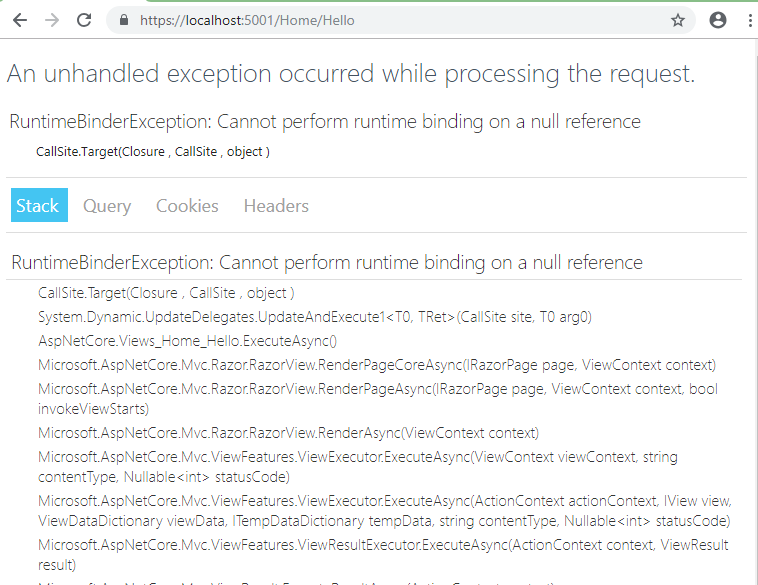 https://localhost:5001/Home/Hello
An unhandled exception occurred while processing the request.
RuntimeBinderException: Cannot perform runtime binding on a null reference
CallSite.Target(Closure , CallSite , object )
Stack Query Cookies Headers
RuntimeBinderException: Cannot perform runtime binding on a null reference
CallSite.Target(Closure , CallSite , object )
System.Dynamic.UpdateDelegates.UpdateAndExecute1<T0, TRet>(CallSite site, T0 arg0)
AspNetCore.Views_Home_Hello.ExecuteAsync()
Microsoft.AspNetCore.Mvc.Razor.RazorView.RenderPageCoreAsync(IRazorPage page, ViewContext context)
Microsoft.AspNetCore.Mvc.Razor.RazorView.RenderPageAsync(IRazorPage page, ViewContext context, bool
invokeViewStarts)
Microsoft.AspNetCore.Mvc.Razor.RazorView.RenderAsync(ViewContext context)
Microsoft.AspNetCore.Mvc.ViewFeatures.ViewExecutor.ExecuteAsync(ViewContext viewContext, string
contentType, Nullable<int> statusCode)
Microsoft.AspNetCore.Mvc.ViewFeatures.ViewExecutor.ExecuteAsync(ActionContext actionContext, IView view,
ViewDataDictionary viewData, ITempDataDictionary tempData, string contentType, Nullable<int> statusCode)
Microsoft.AspNetCore.Mvc.ViewFeatures.ViewResultExecutor.ExecuteAsync(ActionContext context, ViewResult
result)